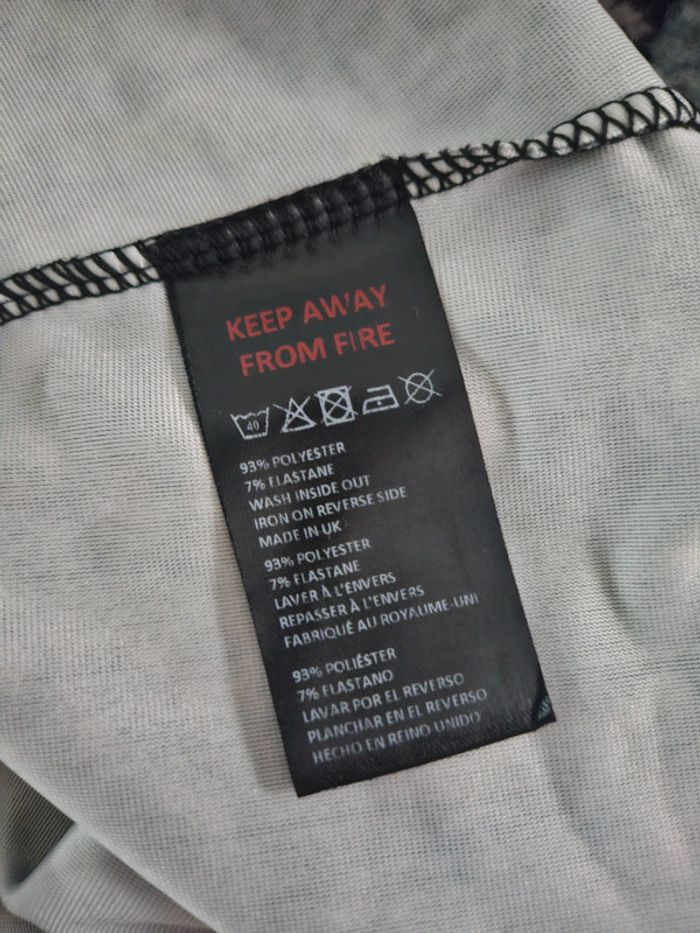 KEEP AWAY
FROM FIRE
40
93% POLYESTER
7% ELASTANE
WASH INSIDE OUT
IRON ON REVERSE SIDE
MADE IN UK
93% POLYESTER
7% ELASTANE
LAVER À L'ENVERS
REPASSER À L'ENVERS
FABRIQUÉ AU ROYAUME-UNI
93% POLIÉSTER
7% ELASTANO
LAVAR POR EL REVERSO
PLANCHAR EN EL REVERSO
HECHO EN REINO UNIDO